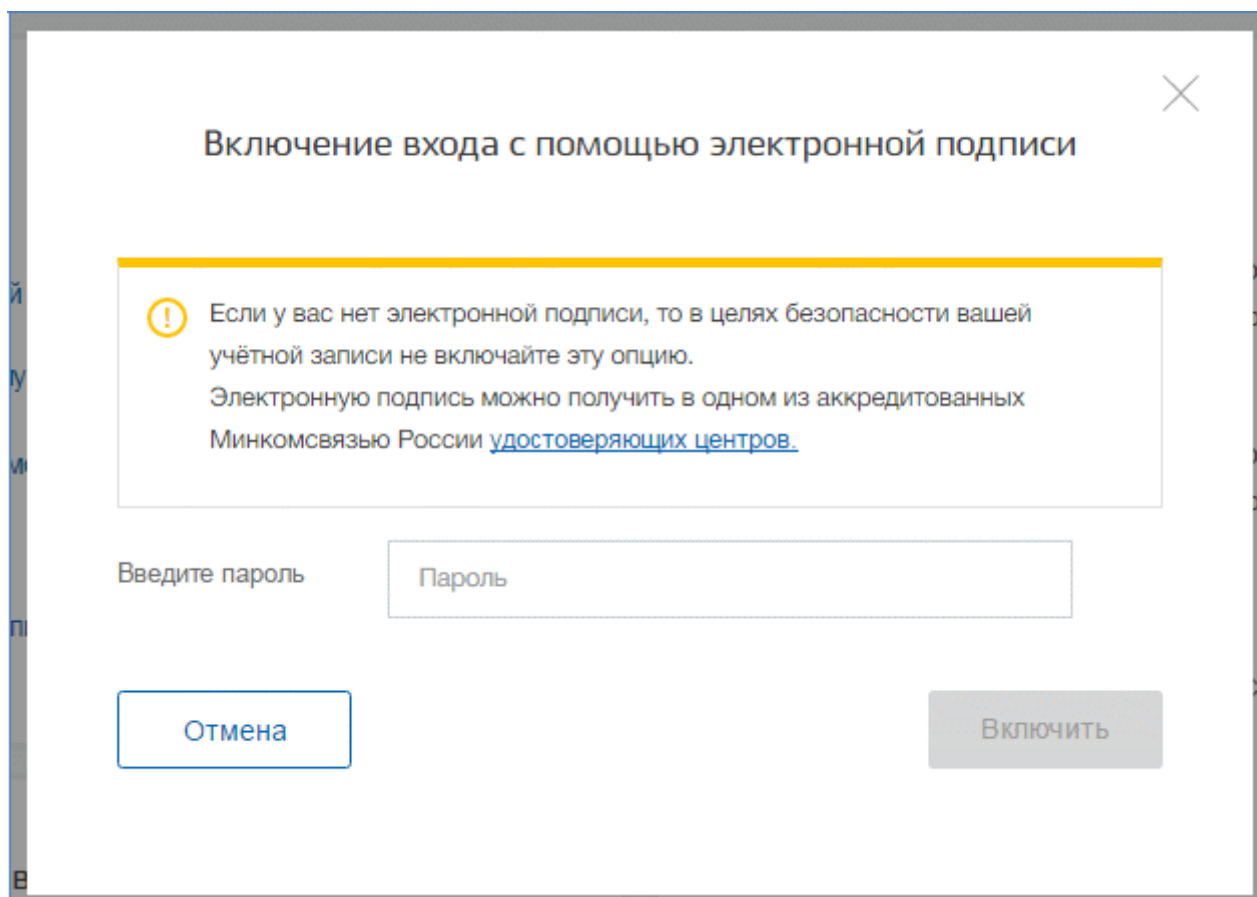 Включение входа с помощью электронной подписи
Если у вас нет электронной подписи, то в целях безопасности вашей
учётной записи не включайте эту опцию.
Электронную подпись можно получить в одном из аккредитованных
Минкомсвязью России удостоверяющих центров.
Введите пароль
Пароль
Отмена
Включить